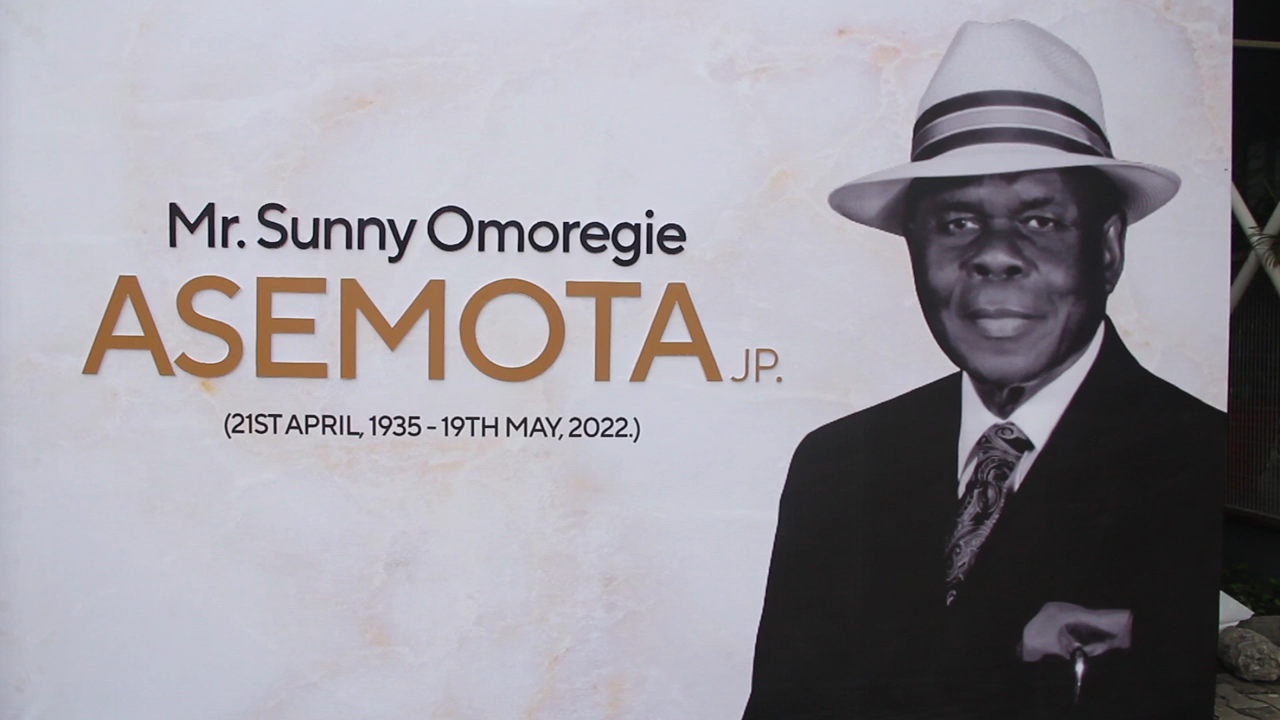 Mr. Sunny Omoregie
ASEMOTA JP.
(21ST APRIL, 1935 - 19TH MAY, 2022.)